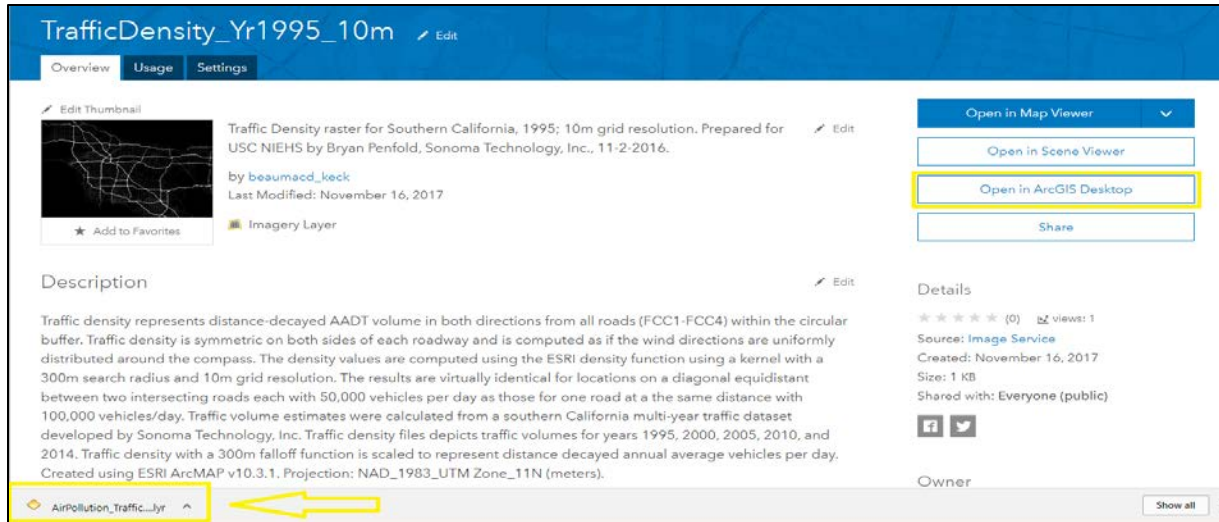 TrafficDensity_Yr1995_10m Edit
Overview Usage Settings
Edit Thumbnail
Traffic Density raster for Southern California, 1995; 10m grid resolution. Prepared for
USC NIEHS by Bryan Penfold, Sonoma Technology, Inc., 11-2-2016.
Edit
by beaumacd_keck
Last Modified: November 16, 2017
Imagery Layer
Add to Favorites
Open in Map Viewer
Open in Scene Viewer
Open in ArcGIS Desktop
Share
Description
Edit
Traffic density represents distance-decayed AADT volume in both directions from all roads (FCC1-FCC4) within the circular
buffer. Traffic density is symmetric on both sides of each roadway and is computed as if the wind directions are uniformly
distributed around the compass. The density values are computed using the ESRI density function using a kernel with a
300m search radius and 10m grid resolution. The results are virtually identical for locations on a diagonal equidistant
between two intersecting roads each with 50,000 vehicles per day as those for one road at a the same distance with
100,000 vehicles/day. Traffic volume estimates were calculated from a southern California multi-year traffic dataset
developed by Sonoma Technology, Inc. Traffic density files depicts traffic volumes for years 1995, 2000, 2005, 2010, and
2014. Traffic density with a 300m falloff function is scaled to represent distance decayed annual average vehicles per day.
Created using ESRI ArcMAP v10.3.1. Projection: NAD_1983_UTM Zone_11N (meters).
Details
(0) views: 1
Source: Image Service
Created: November 16, 2017
Size: 1 KB
Shared with: Everyone (public)
Owner
AirPollution_Traffic....lyr
Show all